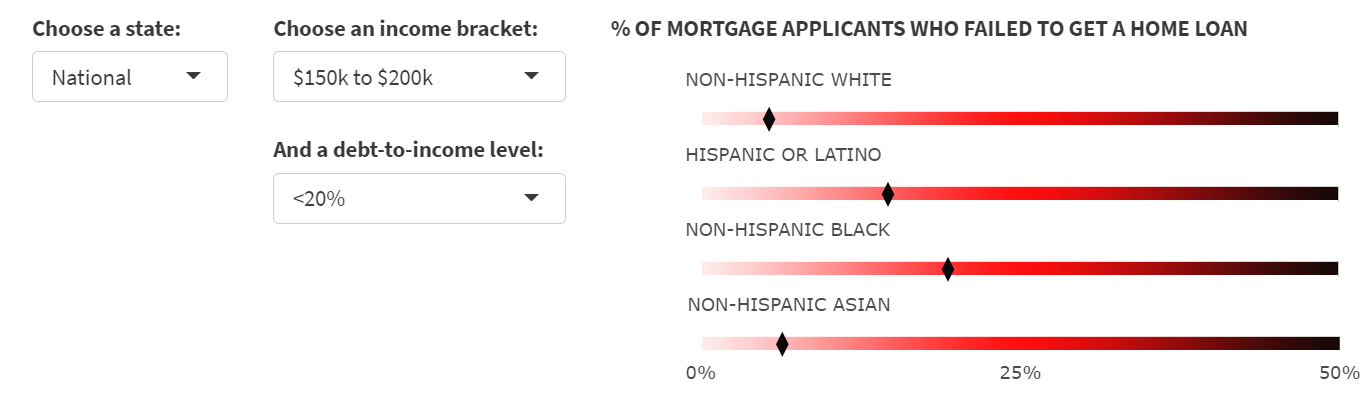 Choose a state:
National
Choose an income bracket:
$150k to $200k
And a debt-to-income level:
<20%
% OF MORTGAGE APPLICANTS WHO FAILED TO GET A HOME LOAN
NON-HISPANIC WHITE
HISPANIC OR LATINO
NON-HISPANIC BLACK
NON-HISPANIC ASIAN
0% 25% 50%